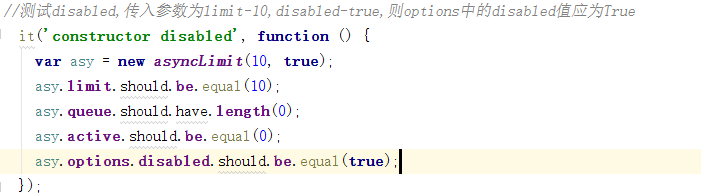 //测试disabled,传入参数为limit-10,disabled-true,则options中的disabled值应为True
it('constructor disabled', function () {
var asy = new asyncLimit(10, true);
asy.limit.should.be.equal(10);
asy.queue.should.have.length(0);
asy.active.should.be.equal(0);
asy.options.disabled.should.be.equal(true);
});